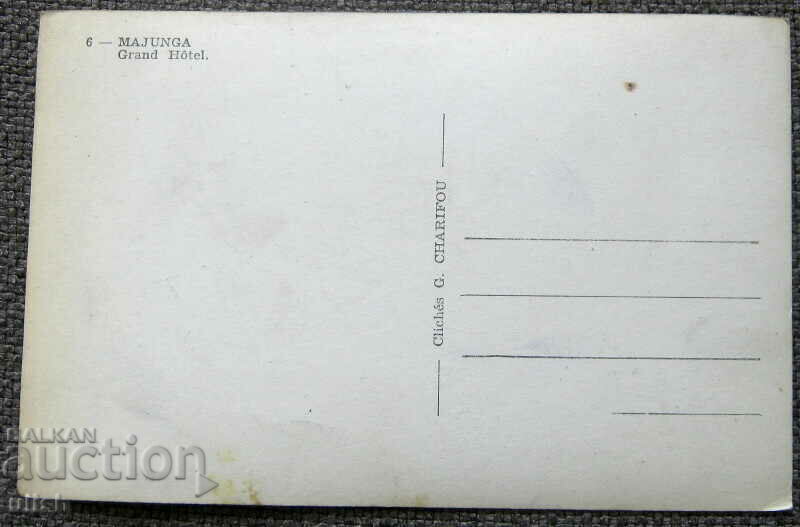 6 — MAJUNGA
Grand Hôtel.
Clichés G. CHARIFOU
BALKAN
auction